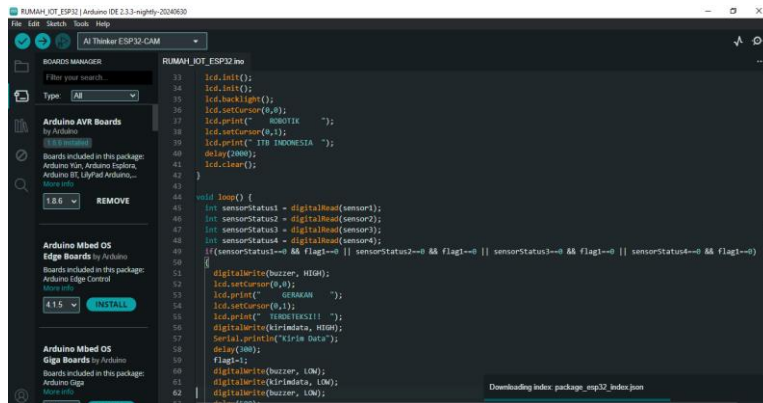 RUMAH_IOT_ESP32 | Arduino IDE 2.3.3-nightly-20240630
File Edit Sketch Tools Help
AI Thinker ESP32-CAM
BOARDS MANAGER
Filter your search...
Type: All
Arduino AVR Boards
by Arduino
1.8.6 installed
Boards included in this package:
Arduino Yún, Arduino Esplora,
Arduino BT, LilyPad Arduino,...
More info
1.8.6 REMOVE
Arduino Mbed OS
Edge Boards by Arduino
Boards included in this package:
Arduino Edge Control
More info
4.1.5 INSTALL
Arduino Mbed OS
Giga Boards by Arduino
Boards included in this package:
Arduino Giga
More info
RUMAH_IOT_ESP32.ino
33 lcd.init();
34 lcd.init();
35 lcd.backlight();
36 lcd.setCursor(0,0);
37 lcd.print("    ROBOTIK    ");
38 lcd.setCursor(0,1);
39 lcd.print(" ITB INDONESIA  ");
40 delay(2000);
41 lcd.clear();
42 }
43
44 void loop() {
45 int sensorStatus1 = digitalRead(sensor1);
46 int sensorStatus2 = digitalRead(sensor2);
47 int sensorStatus3 = digitalRead(sensor3);
48 int sensorStatus4 = digitalRead(sensor4);
49 if(sensorStatus1==0 && flag1==0 || sensorStatus2==0 && flag1==0 || sensorStatus3==0 && flag1==0 || sensorStatus4==0 && flag1==0)
50 {
51 digitalWrite(buzzer, HIGH);
52 lcd.setCursor(0,0);
53 lcd.print("    GERAKAN    ");
54 lcd.setCursor(0,1);
55 lcd.print("  TERDETEKSI!!  ");
56 digitalWrite(kirimdata, HIGH);
57 Serial.println("Kirim Data");
58 delay(300);
59 flag1=1;
60 digitalWrite(buzzer, LOW);
61 digitalWrite(kirimdata, LOW);
62 digitalWrite(buzzer, LOW);
Downloading index: package_esp32_index.json